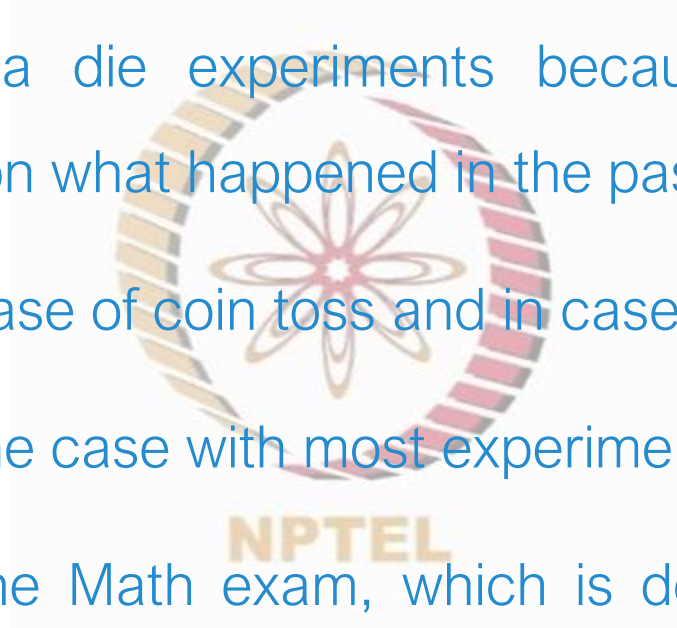 a die experiments becau
on what happened in the pas
ase of coin toss and in case
e case with most experime
NPTEL
ne Math exam, which is de